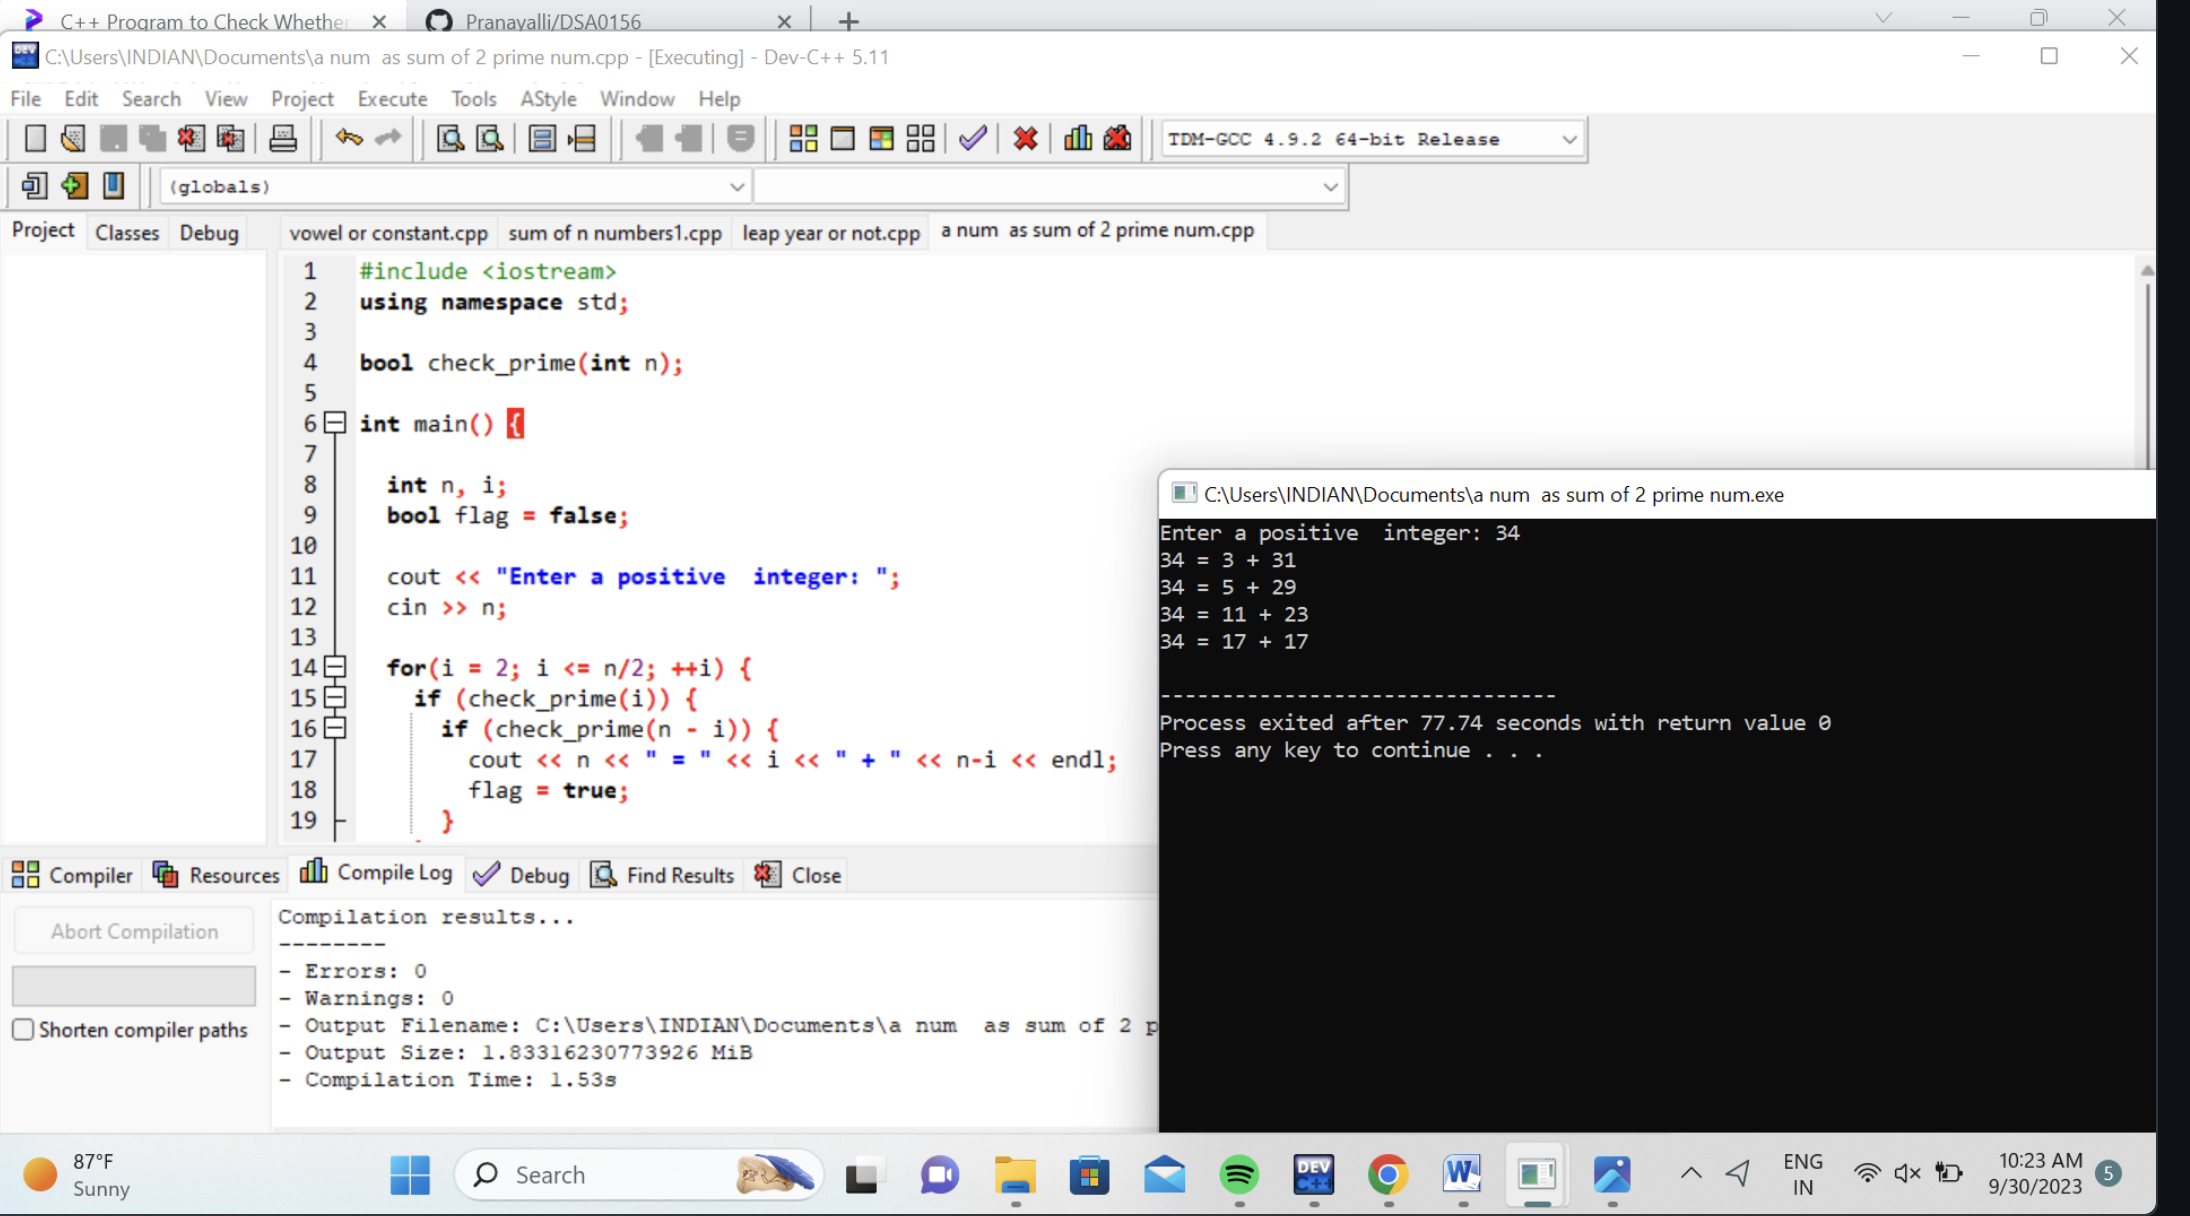 C++ Program to Check Whether
Pranavalli/DSA0156
C:\Users\INDIAN\Documents\a num  as sum of 2 prime num.cpp - [Executing] - Dev-C++ 5.11
File Edit Search View Project Execute Tools AStyle Window Help
TDM-GCC 4.9.2 64-bit Release
(globals)
Project Classes Debug
vowel or constant.cpp sum of n numbers1.cpp leap year or not.cpp a num  as sum of 2 prime num.cpp
1 #include <iostream>
2 using namespace std;
3
4 bool check_prime(int n);
5
6 int main() {
7
8 int n, i;
9 bool flag = false;
10
11 cout << "Enter a positive  integer: ";
12 cin >> n;
13
14 for(i = 2; i <= n/2; ++i) {
15 if (check_prime(i)) {
16 if (check_prime(n - i)) {
17 cout << n << " = " << i << " + " << n-i << endl;
18 flag = true;
19 }
C:\Users\INDIAN\Documents\a num  as sum of 2 prime num.exe
Enter a positive  integer: 34
34 = 3 + 31
34 = 5 + 29
34 = 11 + 23
34 = 17 + 17
--------------------------------
Process exited after 77.74 seconds with return value 0
Press any key to continue . . .
Compiler Resources Compile Log Debug Find Results Close
Abort Compilation
Shorten compiler paths
Compilation results...
--------
- Errors: 0
- Warnings: 0
- Output Filename: C:\Users\INDIAN\Documents\a num  as sum of 2 p
- Output Size: 1.83316230773926 MiB
- Compilation Time: 1.53s
87°F
Sunny
Search
DEV
C++
W
ENG
IN
10:23 AM
9/30/2023
5